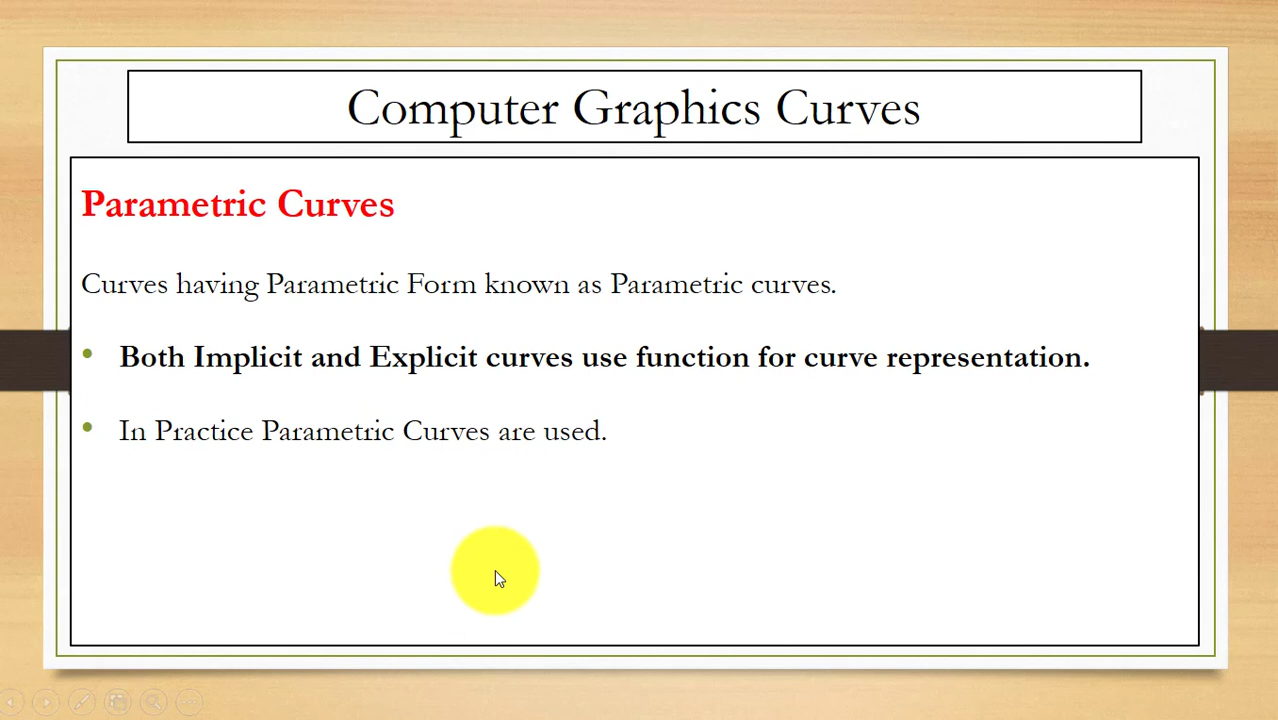 Computer Graphics Curves
Parametric Curves
Curves having Parametric Form known as Parametric curves.
• Both Implicit and Explicit curves use function for curve representation.
• In Practice Parametric Curves are used.